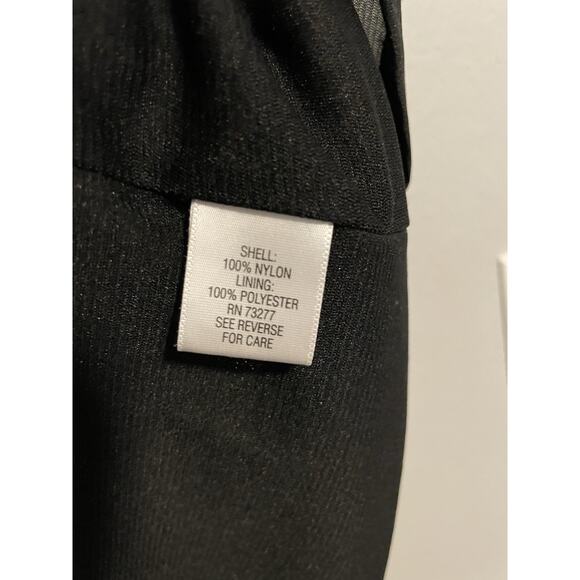 SHELL:
100% NYLON
LINING:
100% POLYESTER
RN 73277
SEE REVERSE
FOR CARE